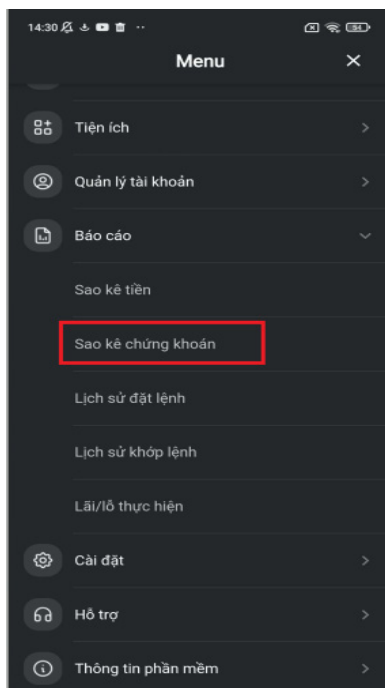 14:30
54
Menu
Tiện ích
Quản lý tài khoản
Báo cáo
Sao kê tiền
Sao kê chứng khoán
Lịch sử đặt lệnh
Lịch sử khớp lệnh
Lãi/lỗ thực hiện
Cài đặt
Hỗ trợ
Thông tin phần mềm